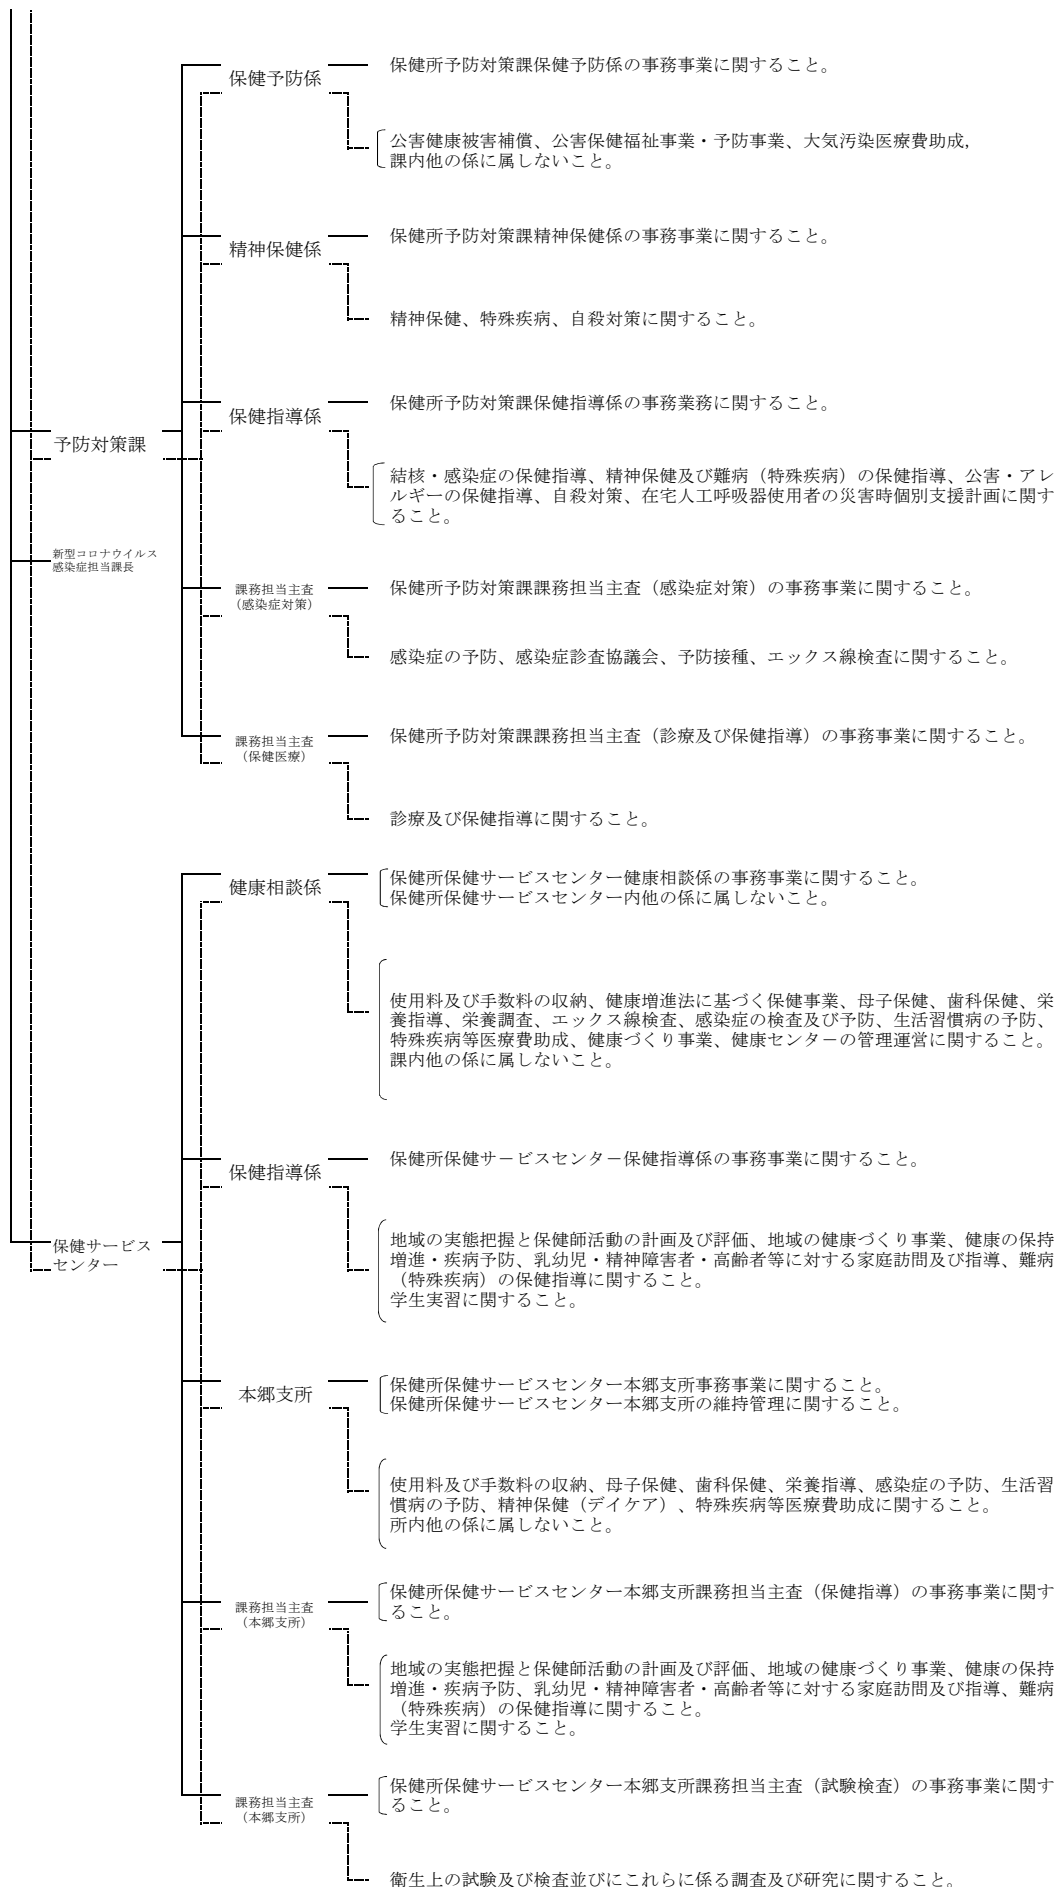 保健予防係
保健所予防対策課保健予防係の事務事業に関すること。
公害健康被害補償、公害保健福祉事業・予防事業、大気汚染医療費助成,
課内他の係に属しないこと。
精神保健係
保健所予防対策課精神保健係の事務事業に関すること。
精神保健、特殊疾病、自殺対策に関すること。
予防対策課
保健指導係
保健所予防対策課保健指導係の事務業務に関すること。
結核・感染症の保健指導、精神保健及び難病（特殊疾病）の保健指導、公害・アレ
ルギーの保健指導、自殺対策、在宅人工呼吸器使用者の災害時個別支援計画に関す
ること。
新型コロナウイルス
感染症担当課長
課務担当主査
（感染症対策）
保健所予防対策課課務担当主査（感染症対策）の事務事業に関すること。
感染症の予防、感染症診査協議会、予防接種、エックス線検査に関すること。
課務担当主査
（保健医療）
保健所予防対策課課務担当主査（診療及び保健指導）の事務事業に関すること。
診療及び保健指導に関すること。
健康相談係
保健所保健サービスセンター健康相談係の事務事業に関すること。
保健所保健サービスセンター内他の係に属しないこと。
使用料及び手数料の収納、健康増進法に基づく保健事業、母子保健、歯科保健、栄
養指導、栄養調査、エックス線検査、感染症の検査及び予防、生活習慣病の予防、
特殊疾病等医療費助成、健康づくり事業、健康センタ－の管理運営に関すること。
課内他の係に属しないこと。
保健指導係
保健所保健サ－ビスセンタ－保健指導係の事務事業に関すること。
保健サービス
センター
地域の実態把握と保健師活動の計画及び評価、地域の健康づくり事業、健康の保持
増進・疾病予防、乳幼児・精神障害者・高齢者等に対する家庭訪問及び指導、難病
（特殊疾病）の保健指導に関すること。
学生実習に関すること。
本郷支所
保健所保健サービスセンター本郷支所事務事業に関すること。
保健所保健サービスセンター本郷支所の維持管理に関すること。
使用料及び手数料の収納、母子保健、歯科保健、栄養指導、感染症の予防、生活習
慣病の予防、精神保健（デイケア）、特殊疾病等医療費助成に関すること。
所内他の係に属しないこと。
課務担当主査
（本郷支所）
保健所保健サービスセンター本郷支所課務担当主査（保健指導）の事務事業に関す
ること。
地域の実態把握と保健師活動の計画及び評価、地域の健康づくり事業、健康の保持
増進・疾病予防、乳幼児・精神障害者・高齢者等に対する家庭訪問及び指導、難病
（特殊疾病）の保健指導に関すること。
学生実習に関すること。
課務担当主査
（本郷支所）
保健所保健サービスセンター本郷支所課務担当主査（試験検査）の事務事業に関す
ること。
衛生上の試験及び検査並びにこれらに係る調査及び研究に関すること。